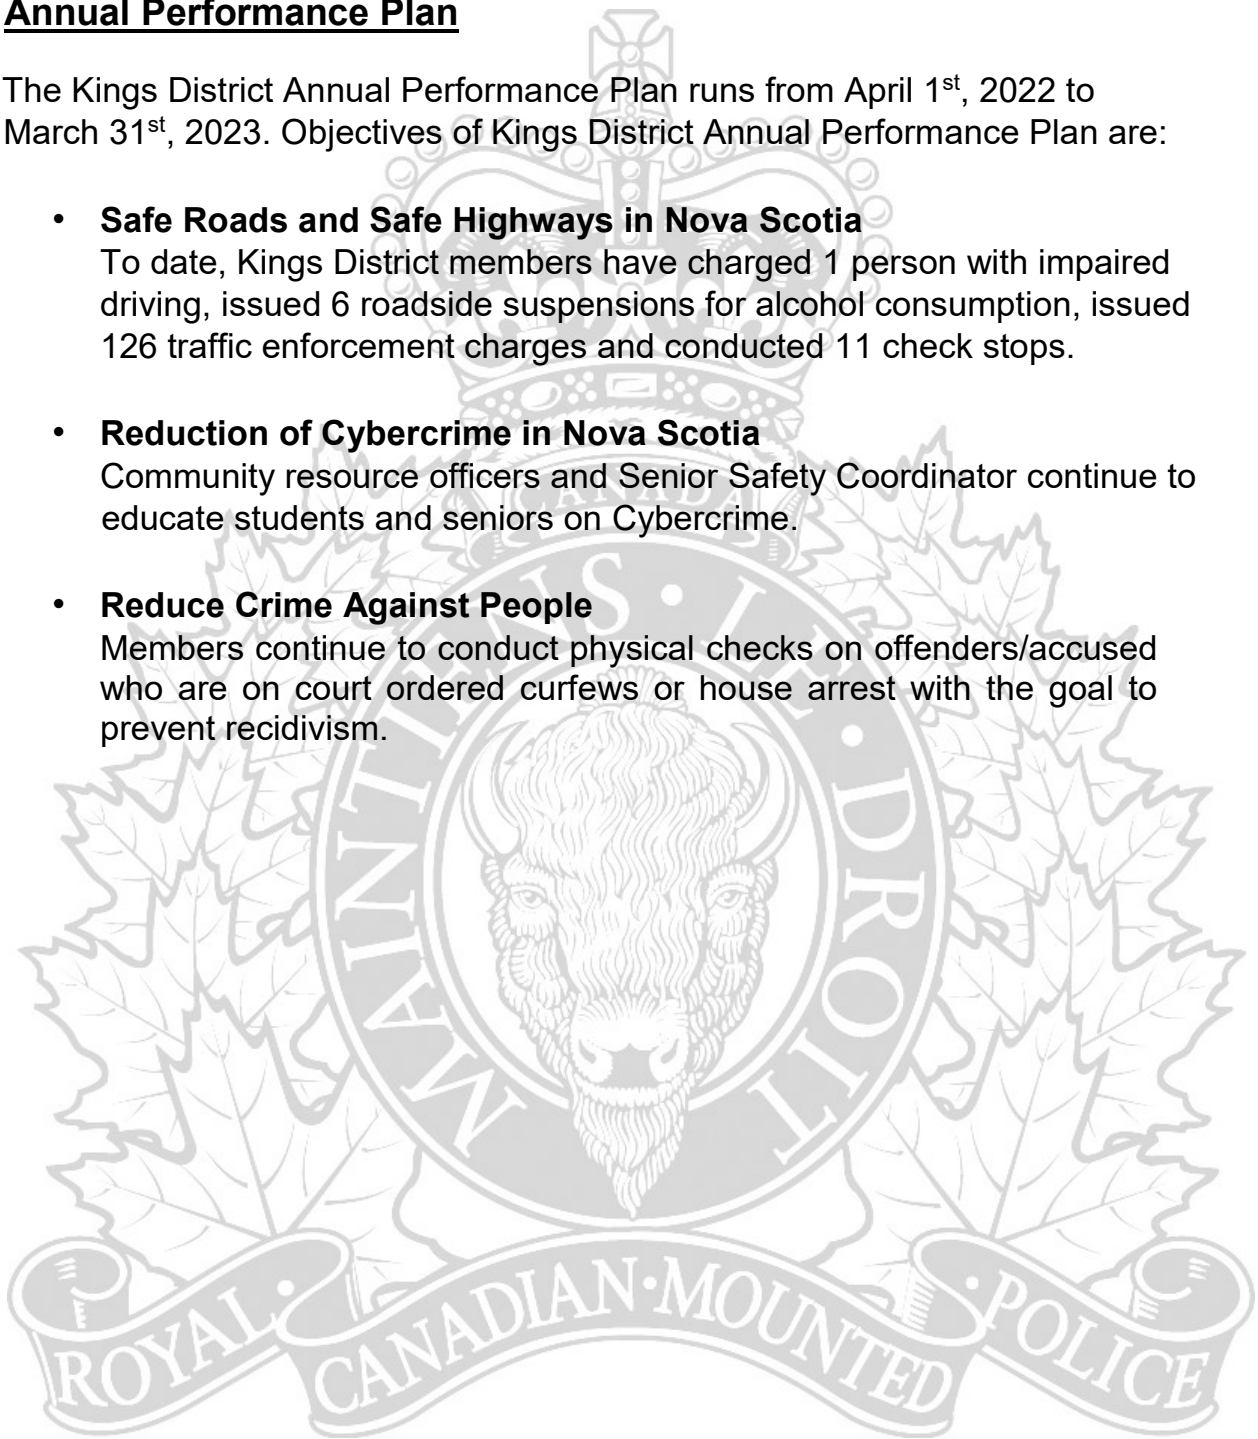 Annual Performance Plan
The Kings District Annual Performance Plan runs from April 1st, 2022 to
March 31st, 2023. Objectives of Kings District Annual Performance Plan are:
• Safe Roads and Safe Highways in Nova Scotia
To date, Kings District members have charged 1 person with impaired
driving, issued 6 roadside suspensions for alcohol consumption, issued
126 traffic enforcement charges and conducted 11 check stops.
• Reduction of Cybercrime in Nova Scotia
Community resource officers and Senior Safety Coordinator continue to
educate students and seniors on Cybercrime.
• Reduce Crime Against People
Members continue to conduct physical checks on offenders/accused
who are on court ordered curfews or house arrest with the goal to
prevent recidivism.
CANADA
MAINTIENS · LE · DROIT
ROYAL · CANADIAN · MOUNTED · POLICE